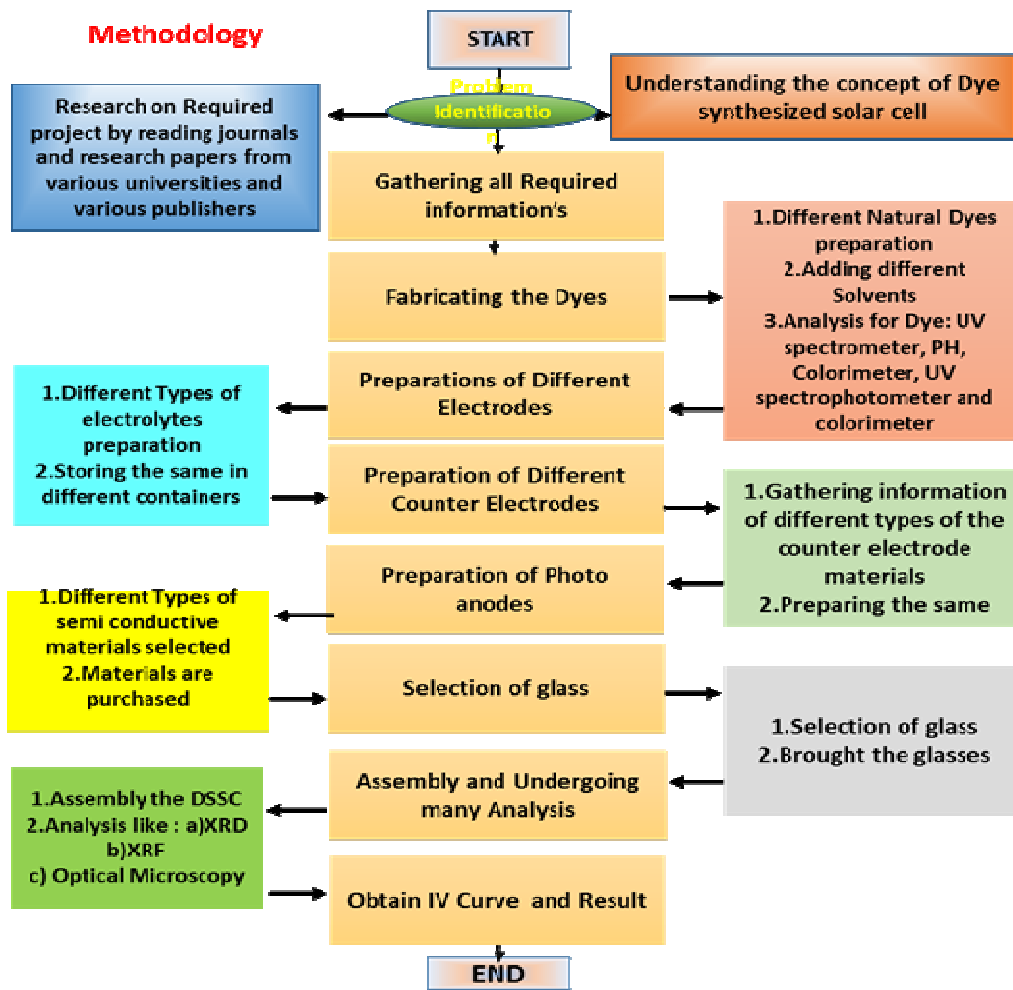 Methodology
START
Problem
Identificatio
n
Research on Required
project by reading journals
and research papers from
various universities and
various publishers
Understanding the concept of Dye
synthesized solar cell
Gathering all Required
information's
Fabricating the Dyes
1.Different Natural Dyes
preparation
2.Adding different
Solvents
3.Analysis for Dye: UV
spectrometer, PH,
Colorimeter, UV
spectrophotometer and
colorimeter
Preparations of Different
Electrodes
1.Different Types of
electrolytes
preparation
2.Storing the same in
different containers
Preparation of Different
Counter Electrodes
1.Gathering information
of different types of the
counter electrode
materials
2.Preparing the same
Preparation of Photo
anodes
1.Different Types of
semi conductive
materials selected
2.Materials are
purchased
Selection of glass
1.Selection of glass
2.Brought the glasses
Assembly and Undergoing
many Analysis
1.Assembly the DSSC
2.Analysis like : a)XRD
b)XRF
c) Optical Microscopy
Obtain IV Curve and Result
END